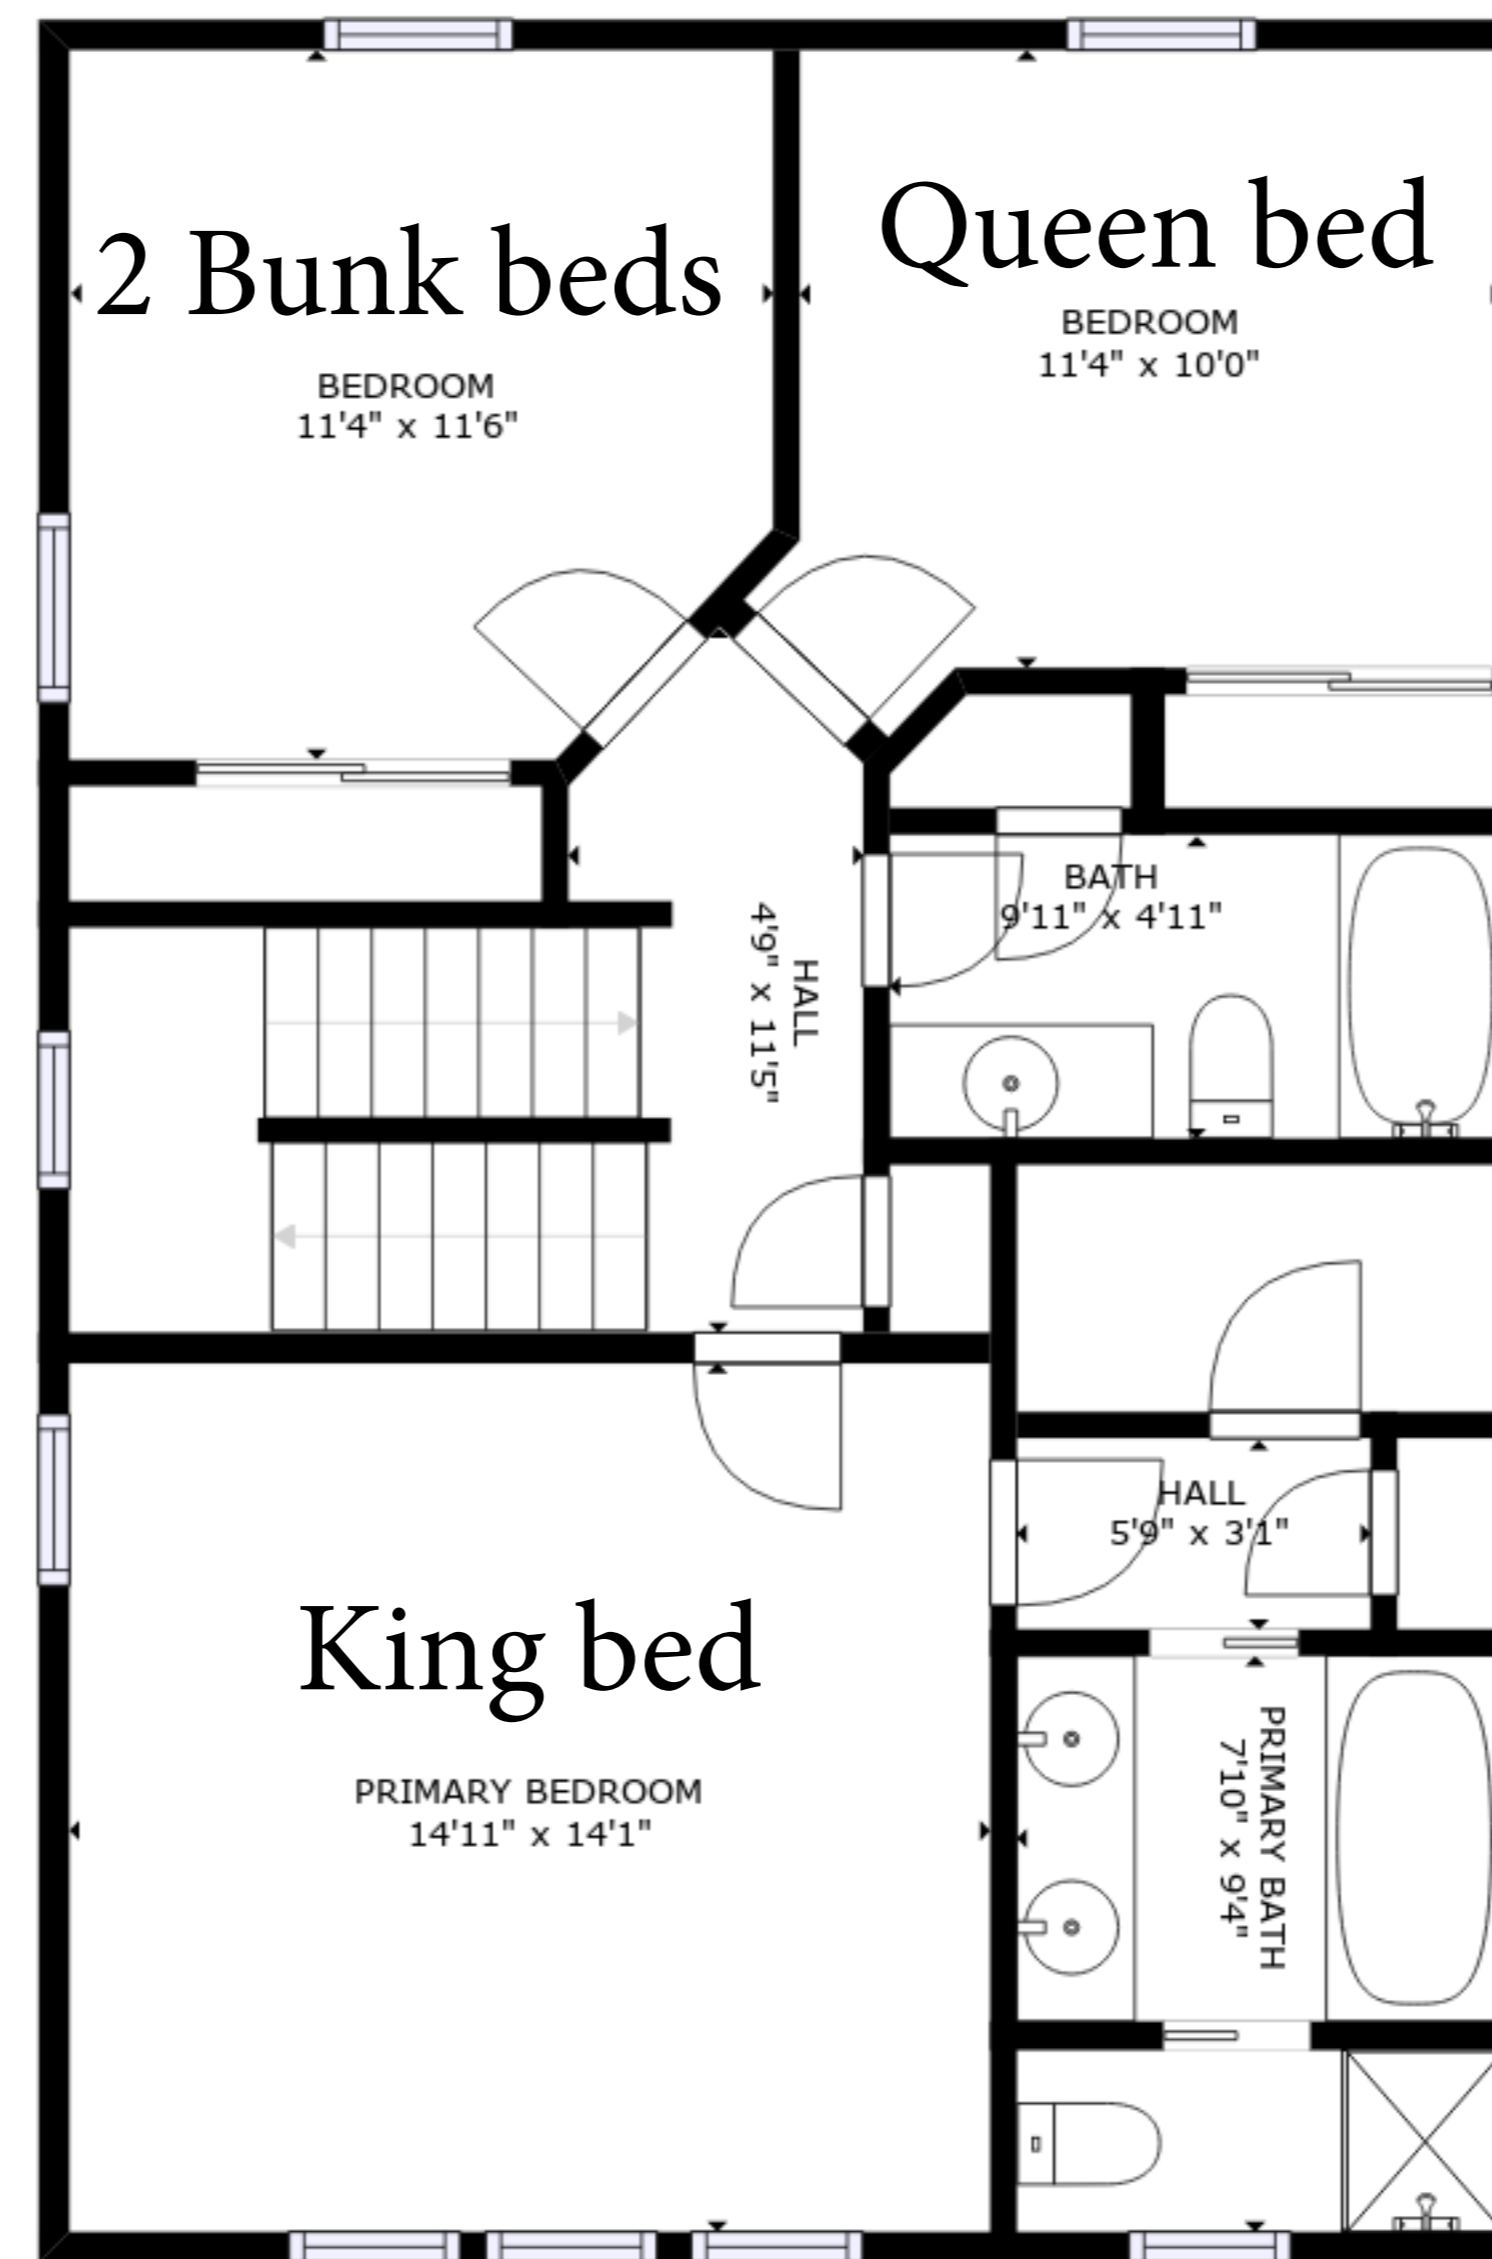 2 Bunk beds
BEDROOM
11'4" x 11'6"
Queen bed
BEDROOM
11'4" x 10'0"
BATH
9'11" x 4'11"
HALL
4'9" x 11'5"
HALL
5'9" x 3'1"
King bed
PRIMARY BEDROOM
14'11" x 14'1"
PRIMARY BATH
7'10" x 9'4"